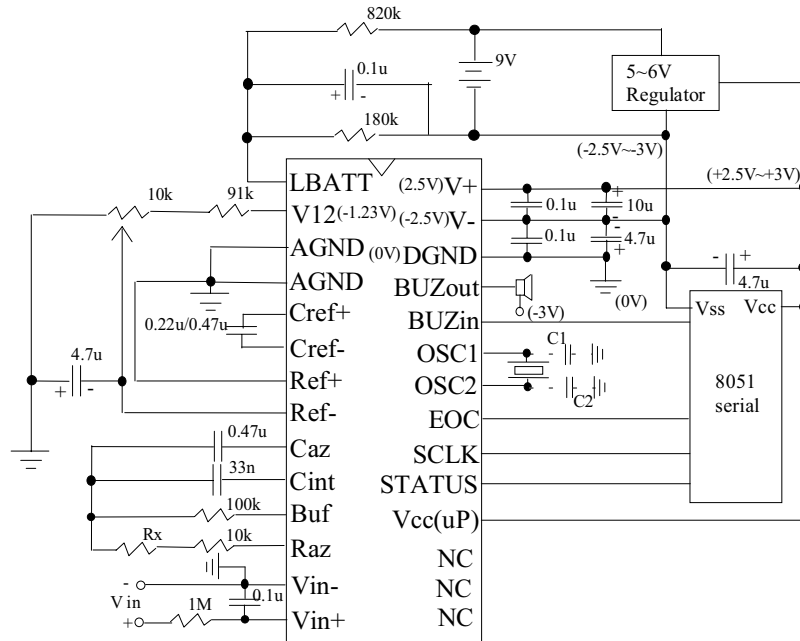 820k
9V
5~6V
Regulator
0.1u
+ -
180k
(-2.5V~-3V)
LBATT
(2.5V) V+
(+2.5V~+3V)
10k
91k
V12(-1.23V)
(-2.5V) V-
0.1u
+
10u
-
AGND
(0V) DGND
0.1u
-
4.7u
+
AGND
BUZout
(-3V)
(0V)
- +
4.7u
Cref+
0.22u/0.47u
BUZin
Vss
Vcc
Cref-
OSC1
C1
4.7u
+ -
Ref+
OSC2
C2
8051
serial
Ref-
EOC
0.47u
Caz
SCLK
33n
Cint
STATUS
100k
Buf
Vcc(uP)
Rx
10k
Raz
NC
-
Vin-
NC
Vin
0.1u
+
1M
Vin+
NC